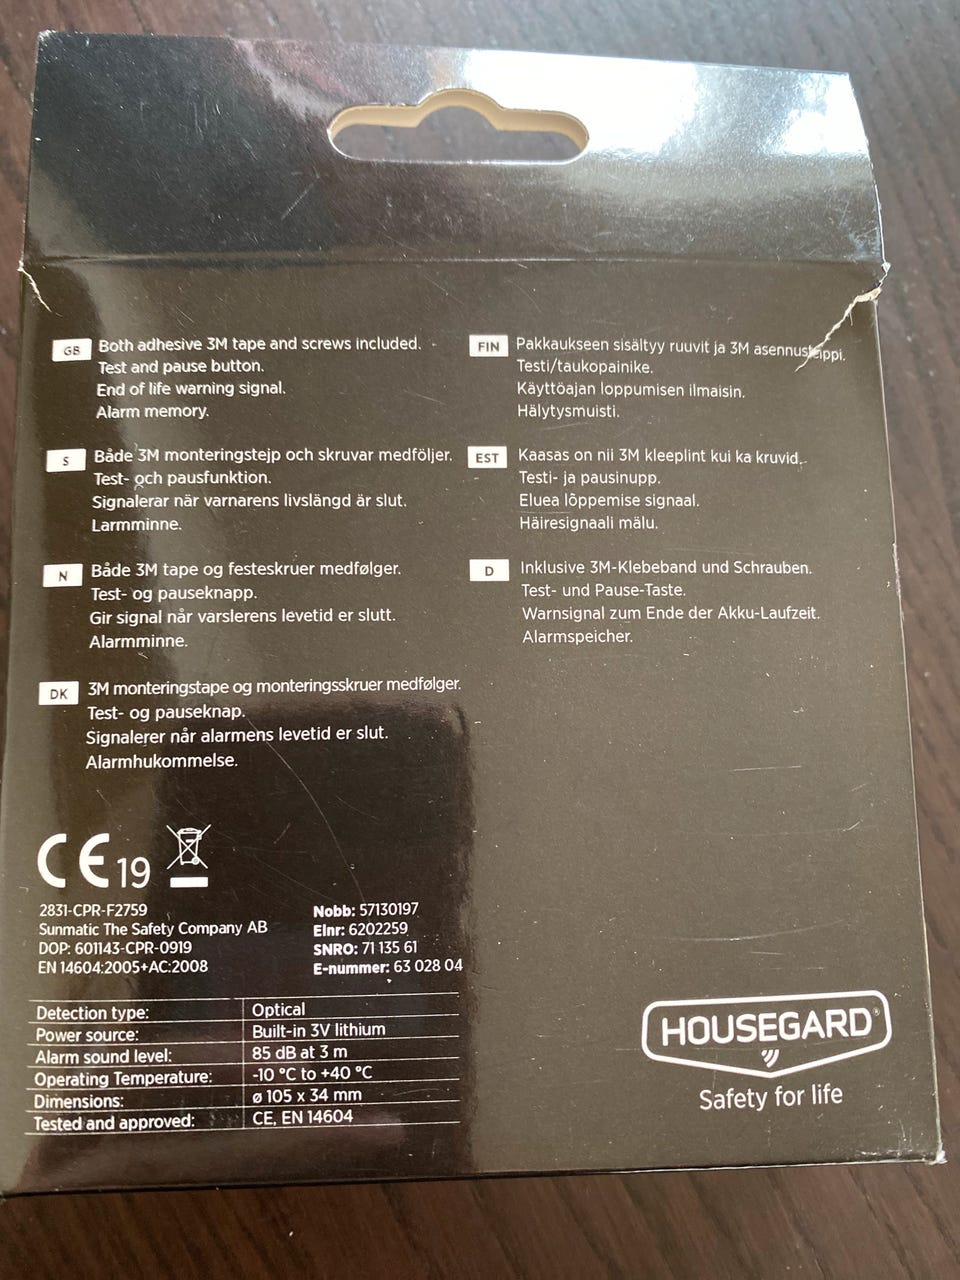 GB
Both adhesive 3M tape and screws included.
Test and pause button.
End of life warning signal.
Alarm memory.
S
Både 3M monteringstejp och skruvar medföljer.
Test- och pausfunktion.
Signalerar när varnarens livslängd är slut.
Larmminne.
N
Både 3M tape og festeskruer medfølger.
Test- og pauseknapp.
Gir signal når varslerens levetid er slutt.
Alarmminne.
DK
3M monteringstape og monteringsskruer medfølger.
Test- og pauseknap.
Signalerer når alarmens levetid er slut.
Alarmhukommelse.
FIN
Pakkaukseen sisältyy ruuvit ja 3M asennusteippi.
Testi/taukopainike.
Käyttöajan loppumisen ilmaisin.
Hälytysmuisti.
EST
Kaasas on nii 3M kleeplint kui ka kruvid.
Testi- ja pausinupp.
Eluea lõppemise signaal.
Häiresignaali mälu.
D
Inklusive 3M-Klebeband und Schrauben.
Test- und Pause-Taste.
Warnsignal zum Ende der Akku-Laufzeit.
Alarmspeicher.
CE 19
2831-CPR-F2759
Sunmatic The Safety Company AB
DOP: 601143-CPR-0919
EN 14604:2005+AC:2008
Nobb: 57130197
Elnr: 6202259
SNRO: 71 135 61
E-nummer: 63 028 04
Detection type: Optical
Power source: Built-in 3V lithium
Alarm sound level: 85 dB at 3 m
Operating Temperature: -10 °C to +40 °C
Dimensions: ø 105 x 34 mm
Tested and approved: CE, EN 14604
HOUSEGARD®
Safety for life